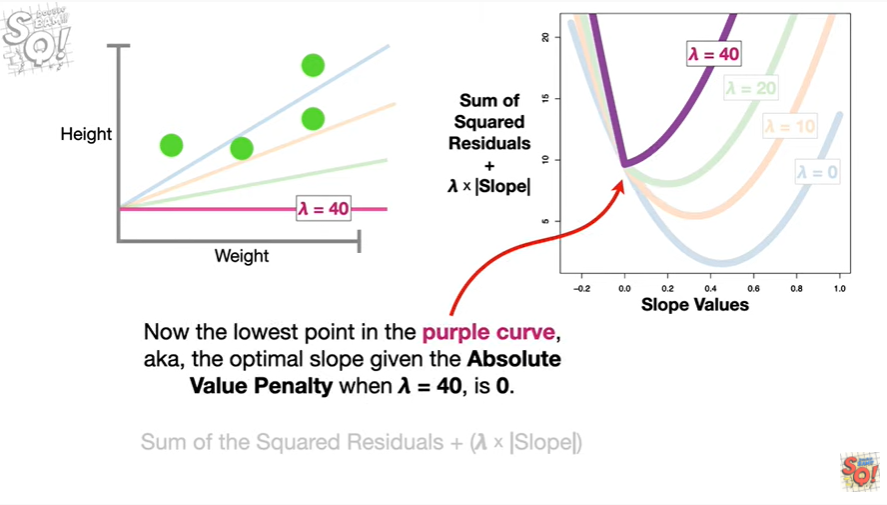 SQ!
Height
λ = 40
Weight
Sum of
Squared
Residuals
+
λ x |Slope|
20
15
10
5
λ = 40
λ = 20
λ = 10
λ = 0
-0.2 0.0 0.2 0.4 0.6 0.8 1.0
Slope Values
Now the lowest point in the purple curve,
aka, the optimal slope given the Absolute
Value Penalty when λ = 40, is 0.
Sum of the Squared Residuals + (λ x |Slope|)
SQ!